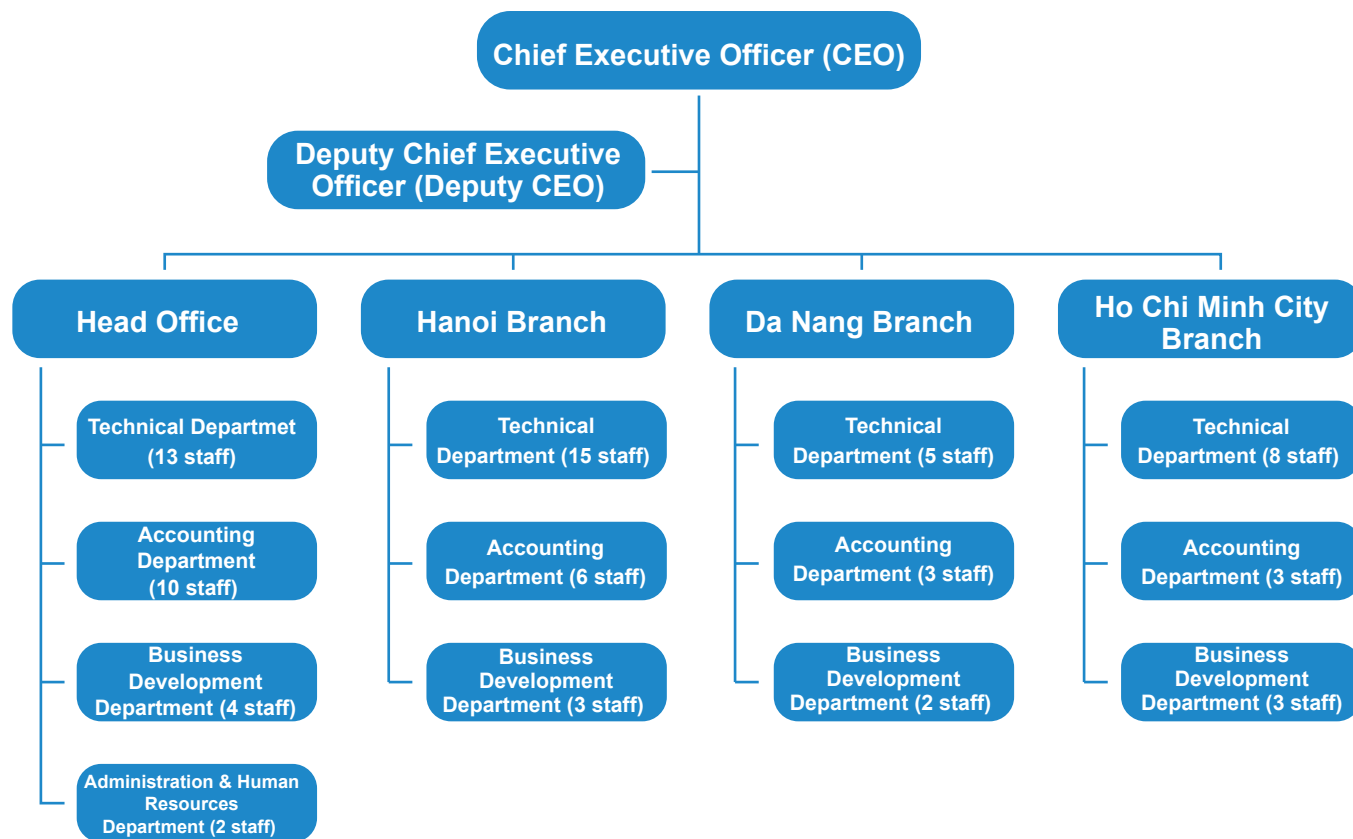 Chief Executive Officer (CEO)
Deputy Chief Executive
Officer (Deputy CEO)
Head Office
Technical Departmet
(13 staff)
Accounting
Department
(10 staff)
Business
Development
Department (4 staff)
Administration & Human
Resources
Department (2 staff)
Hanoi Branch
Technical
Department (15 staff)
Accounting
Department (6 staff)
Business
Development
Department (3 staff)
Da Nang Branch
Technical
Department (5 staff)
Accounting
Department (3 staff)
Business
Development
Department (2 staff)
Ho Chi Minh City
Branch
Technical
Department (8 staff)
Accounting
Department (3 staff)
Business
Development
Department (3 staff)